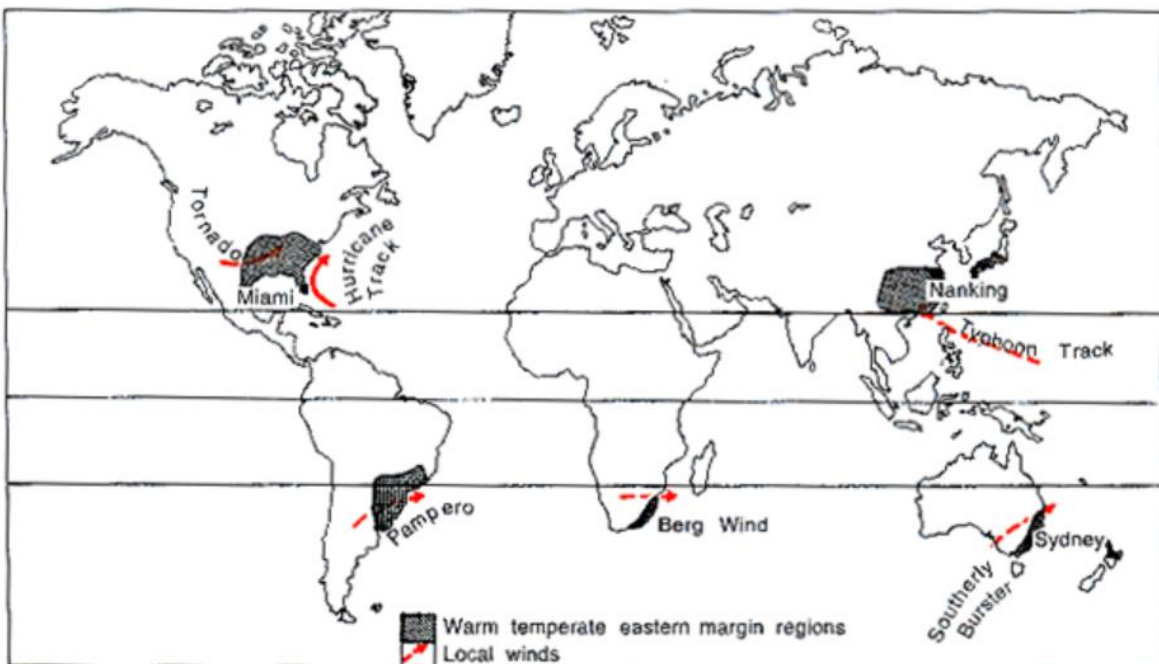 Tornado
Hurricane
Track
Miami
Nanking
Typhoon Track
Pampero
Berg Wind
Sydney
Southerly
Burster
Warm temperate eastern margin regions
Local winds